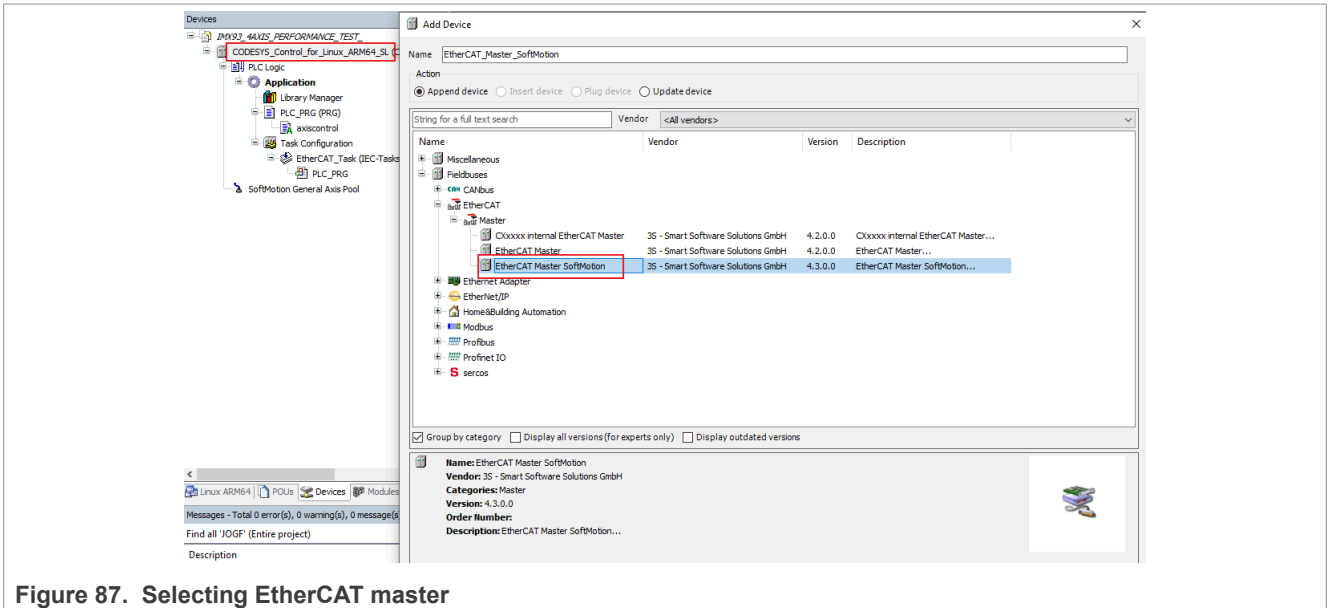 Devices
IMX93_4AXIS_PERFORMANCE_TEST_
CODESYS_Control_for_Linux_ARM64_SL
PLC Logic
Application
Library Manager
PLC_PRG (PRG)
axiscontrol
Task Configuration
EtherCAT_Task (IEC-Tasks
PLC_PRG
SoftMotion General Axis Pool
Linux ARM64 POUs Devices Modules
Messages - Total 0 error(s), 0 warning(s), 0 message(s
Find all 'JOGF' (Entire project)
Description
Add Device
Name EtherCAT_Master_SoftMotion
Action
Append device Insert device Plug device Update device
String for a full text search Vendor <All vendors>
Name Vendor Version Description
Miscellaneous
Fieldbuses
CAN CANbus
EtherCAT
Master
CXxxxx internal EtherCAT Master 3S - Smart Software Solutions GmbH 4.2.0.0 CXxxxx internal EtherCAT Master...
EtherCAT Master 3S - Smart Software Solutions GmbH 4.2.0.0 EtherCAT Master...
EtherCAT Master SoftMotion 3S - Smart Software Solutions GmbH 4.3.0.0 EtherCAT Master SoftMotion...
Ethernet Adapter
EtherNet/IP
Home&Building Automation
Modbus
Profibus
Profinet IO
S sercos
Group by category Display all versions (for experts only) Display outdated versions
Name: EtherCAT Master SoftMotion
Vendor: 3S - Smart Software Solutions GmbH
Categories: Master
Version: 4.3.0.0
Order Number:
Description: EtherCAT Master SoftMotion...
Figure 87. Selecting EtherCAT master